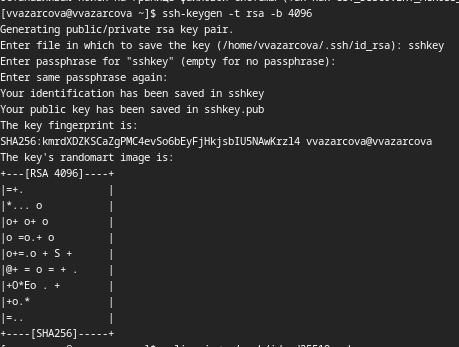 [vvazarcova@vvazarcova ~]$ ssh-keygen -t rsa -b 4096
Generating public/private rsa key pair.
Enter file in which to save the key (/home/vvazarcova/.ssh/id_rsa): sshkey
Enter passphrase for "sshkey" (empty for no passphrase):
Enter same passphrase again:
Your identification has been saved in sshkey
Your public key has been saved in sshkey.pub
The key fingerprint is:
SHA256:kmrdXDZKSCaZgPMC4evSo6bEyFjHkjsbIU5NAwKrzl4 vvazarcova@vvazarcova
The key's randomart image is:
+---[RSA 4096]----+
|=+.              |
|*... o           |
|o+ o+ o          |
|o =o.+ o         |
|o+=.o + S +      |
|@+ = o = + .     |
|+O*Eo . +        |
|+o.*             |
|=..              |
+----[SHA256]-----+